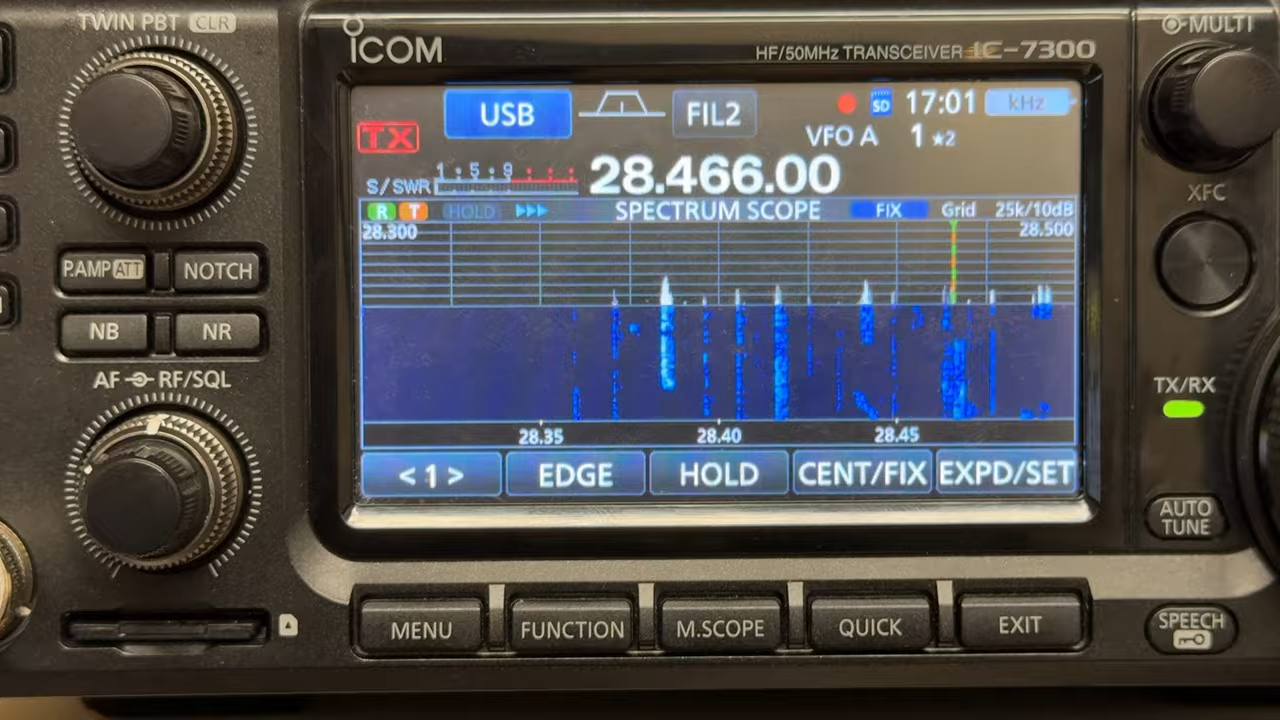 TWIN PBT CLR
P.AMP ATT
NOTCH
NB
NR
AF RF/SQL
ICOM
HF/50MHz TRANSCEIVER IC-7300
USB
FIL2
SD
17:01
kHz
TX
VFO A
1 ★2
S/SWR
1 : 5 : 9
28.466.00
R T HOLD
SPECTRUM SCOPE
FIX
Grid
25k/10dB
28.300
28.500
28.35
28.40
28.45
< 1 >
EDGE
HOLD
CENT/FIX
EXPD/SET
MENU
FUNCTION
M.SCOPE
QUICK
EXIT
MULTI
XFC
TX/RX
AUTO
TUNE
SPEECH